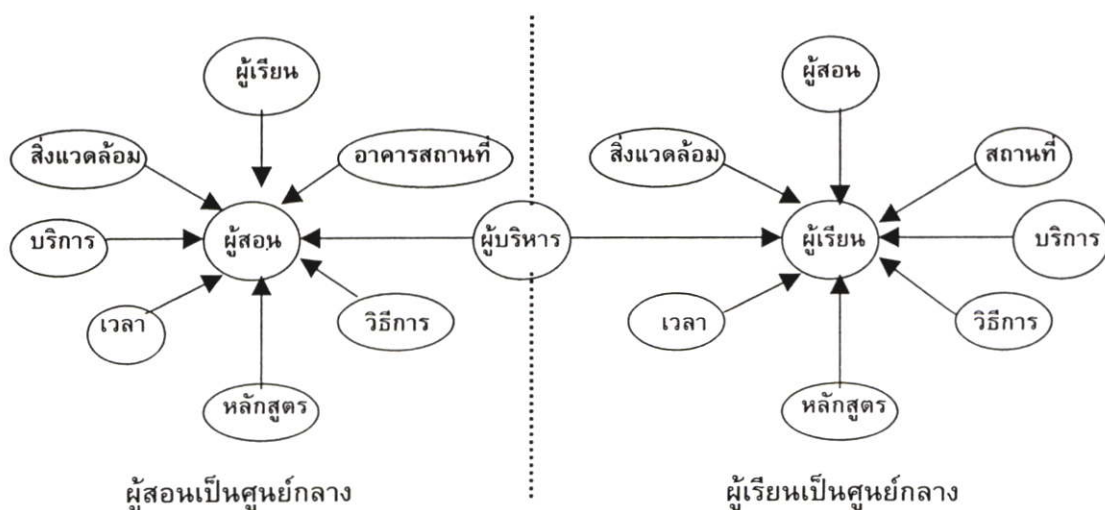 ผู้เรียน
สิ่งแวดล้อม
อาคารสถานที่
บริการ
ผู้สอน
เวลา
วิธีการ
หลักสูตร
ผู้สอนเป็นศูนย์กลาง
ผู้บริหาร
ผู้สอน
สิ่งแวดล้อม
สถานที่
ผู้เรียน
บริการ
เวลา
วิธีการ
หลักสูตร
ผู้เรียนเป็นศูนย์กลาง